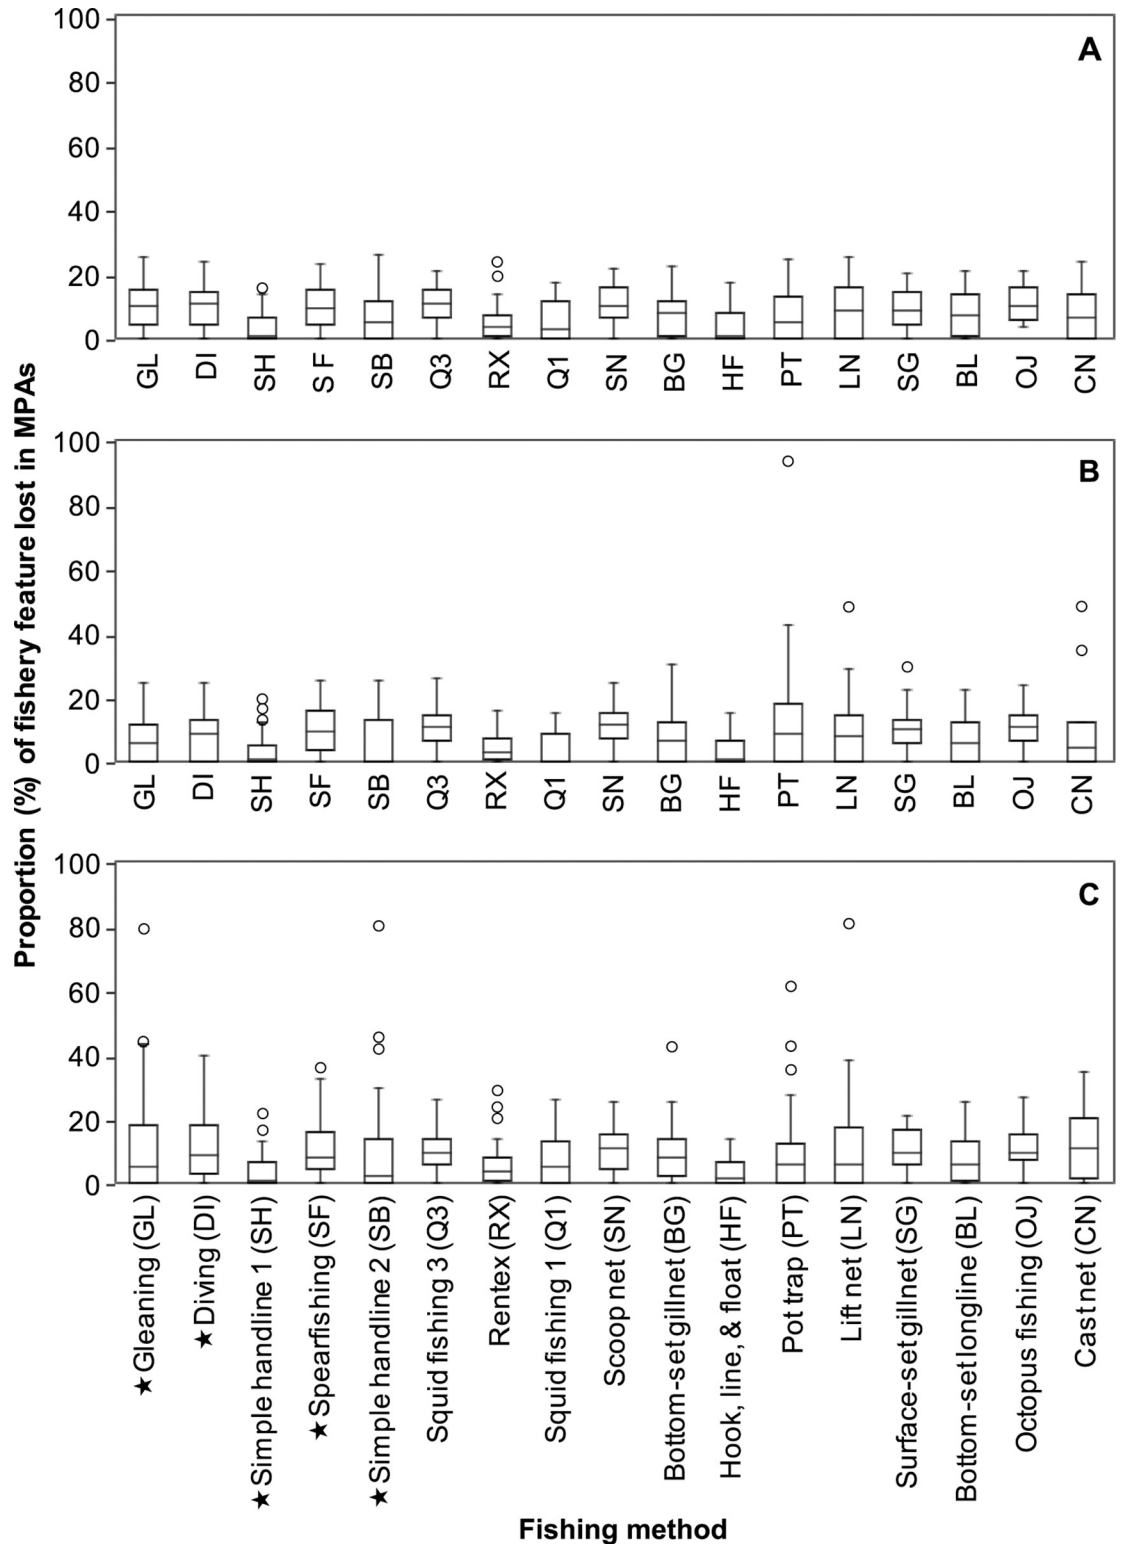 Proportion (%) of fishery feature lost in MPAs
A
100
80
60
40
20
0
GL DI SH S F SB Q3 RX Q1 SN BG HF PT LN SG BL OJ CN
B
100
80
60
40
20
0
GL DI SH SF SB Q3 RX Q1 SN BG HF PT LN SG BL OJ CN
C
100
80
60
40
20
0
★ Gleaning (GL)
★ Diving (DI)
★ Simple handline 1 (SH)
★ Spearfishing (SF)
★ Simple handline 2 (SB)
Squid fishing 3 (Q3)
Rentex (RX)
Squid fishing 1 (Q1)
Scoop net (SN)
Bottom-set gillnet (BG)
Hook, line, & float (HF)
Pot trap (PT)
Lift net (LN)
Surface-set gillnet (SG)
Bottom-set longline (BL)
Octopus fishing (OJ)
Cast net (CN)
Fishing method